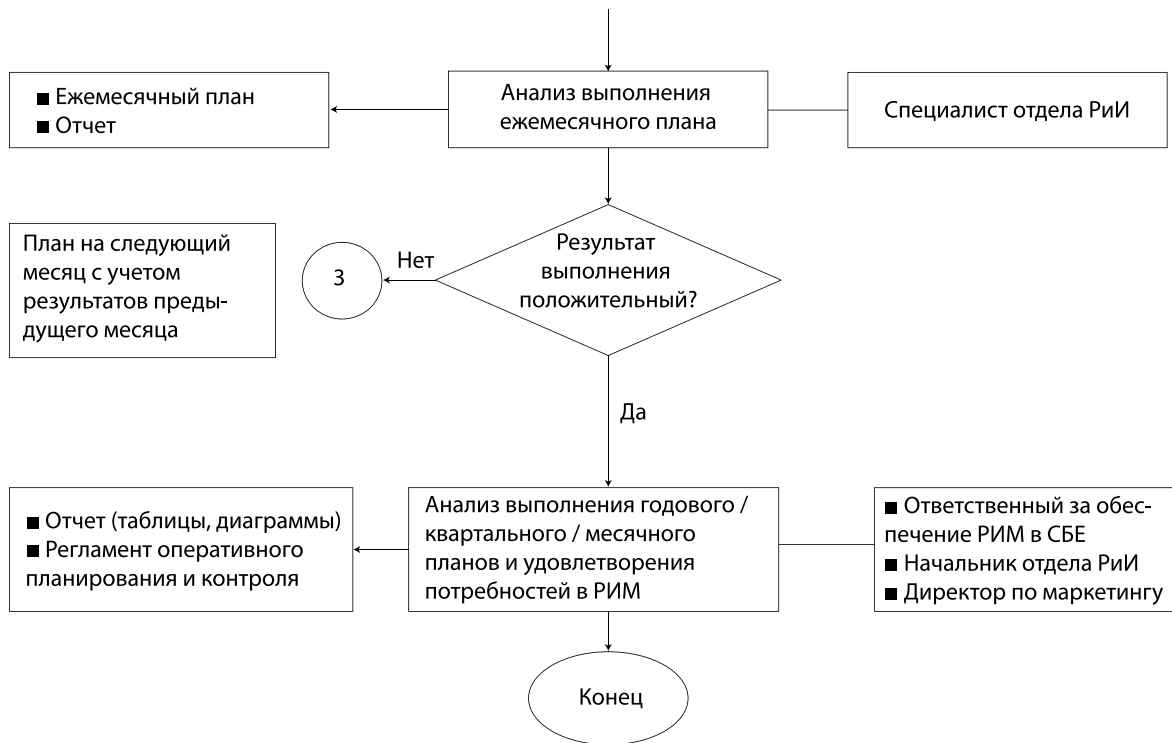 ■ Ежемесячный план
■ Отчет
Анализ выполнения
ежемесячного плана
Специалист отдела РиИ
План на следующий
месяц с учетом
результатов преды-
дущего месяца
3
Нет
Результат
выполнения
положительный?
Да
■ Отчет (таблицы, диаграммы)
■ Регламент оперативного
планирования и контроля
Анализ выполнения годового /
квартального / месячного
планов и удовлетворения
потребностей в РИМ
■ Ответственный за обес-
печение РИМ в СБЕ
■ Начальник отдела РиИ
■ Директор по маркетингу
Конец